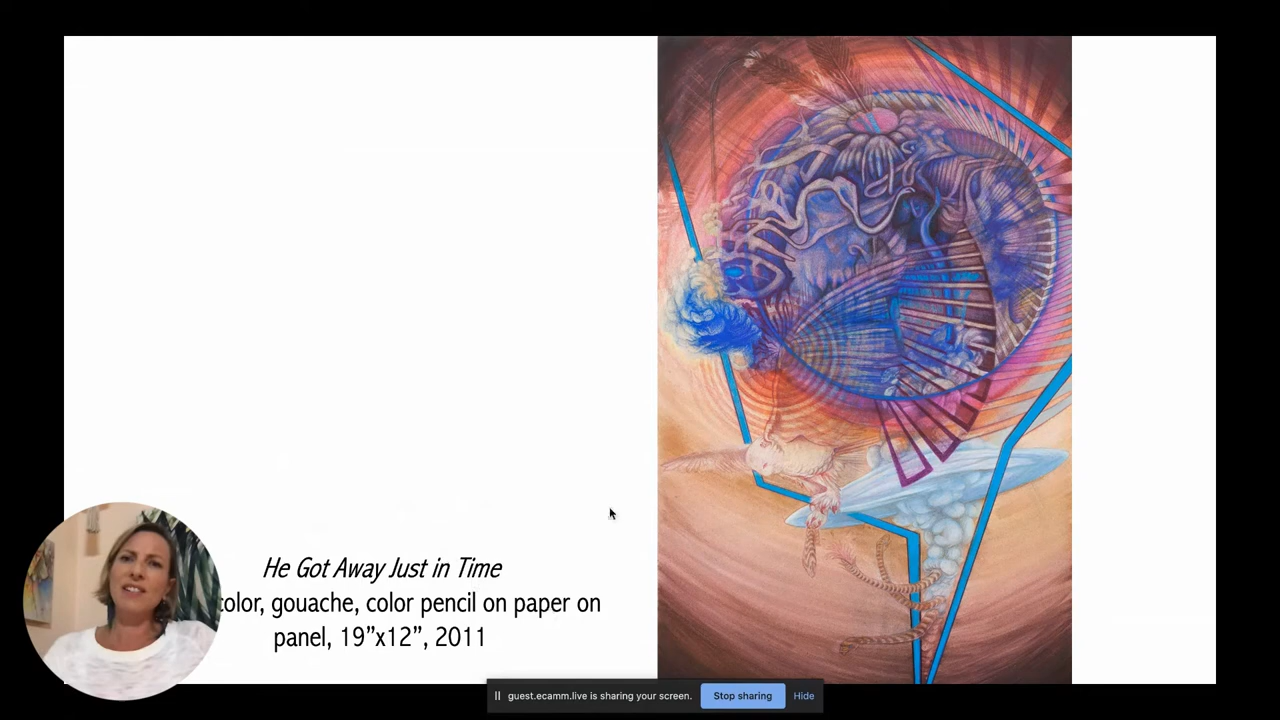 He Got Away Just in Time
color, gouache, color pencil on paper on
panel, 19”x12”, 2011
guest.ecamm.live is sharing your screen.
Stop sharing
Hide